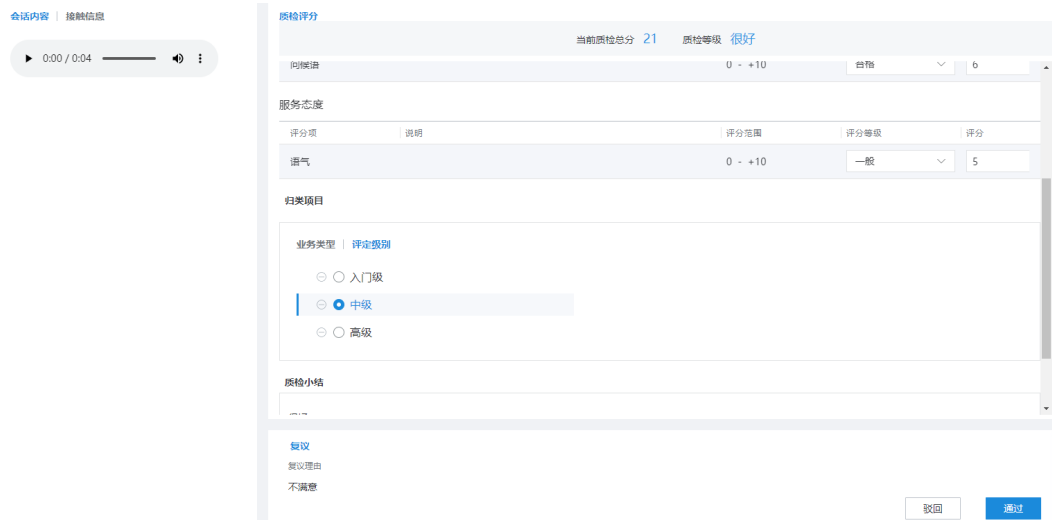 会话内容 | 接触信息
0:00 / 0:04
质检评分
当前质检总分 21 质检等级 很好
问候语 0 - +10 合格 6
服务态度
评分项 说明 评分范围 评分等级 评分
语气 0 - +10 一般 5
归类项目
业务类型 | 评定级别
入门级
中级
高级
质检小结
复议
复议理由
不满意
驳回 通过